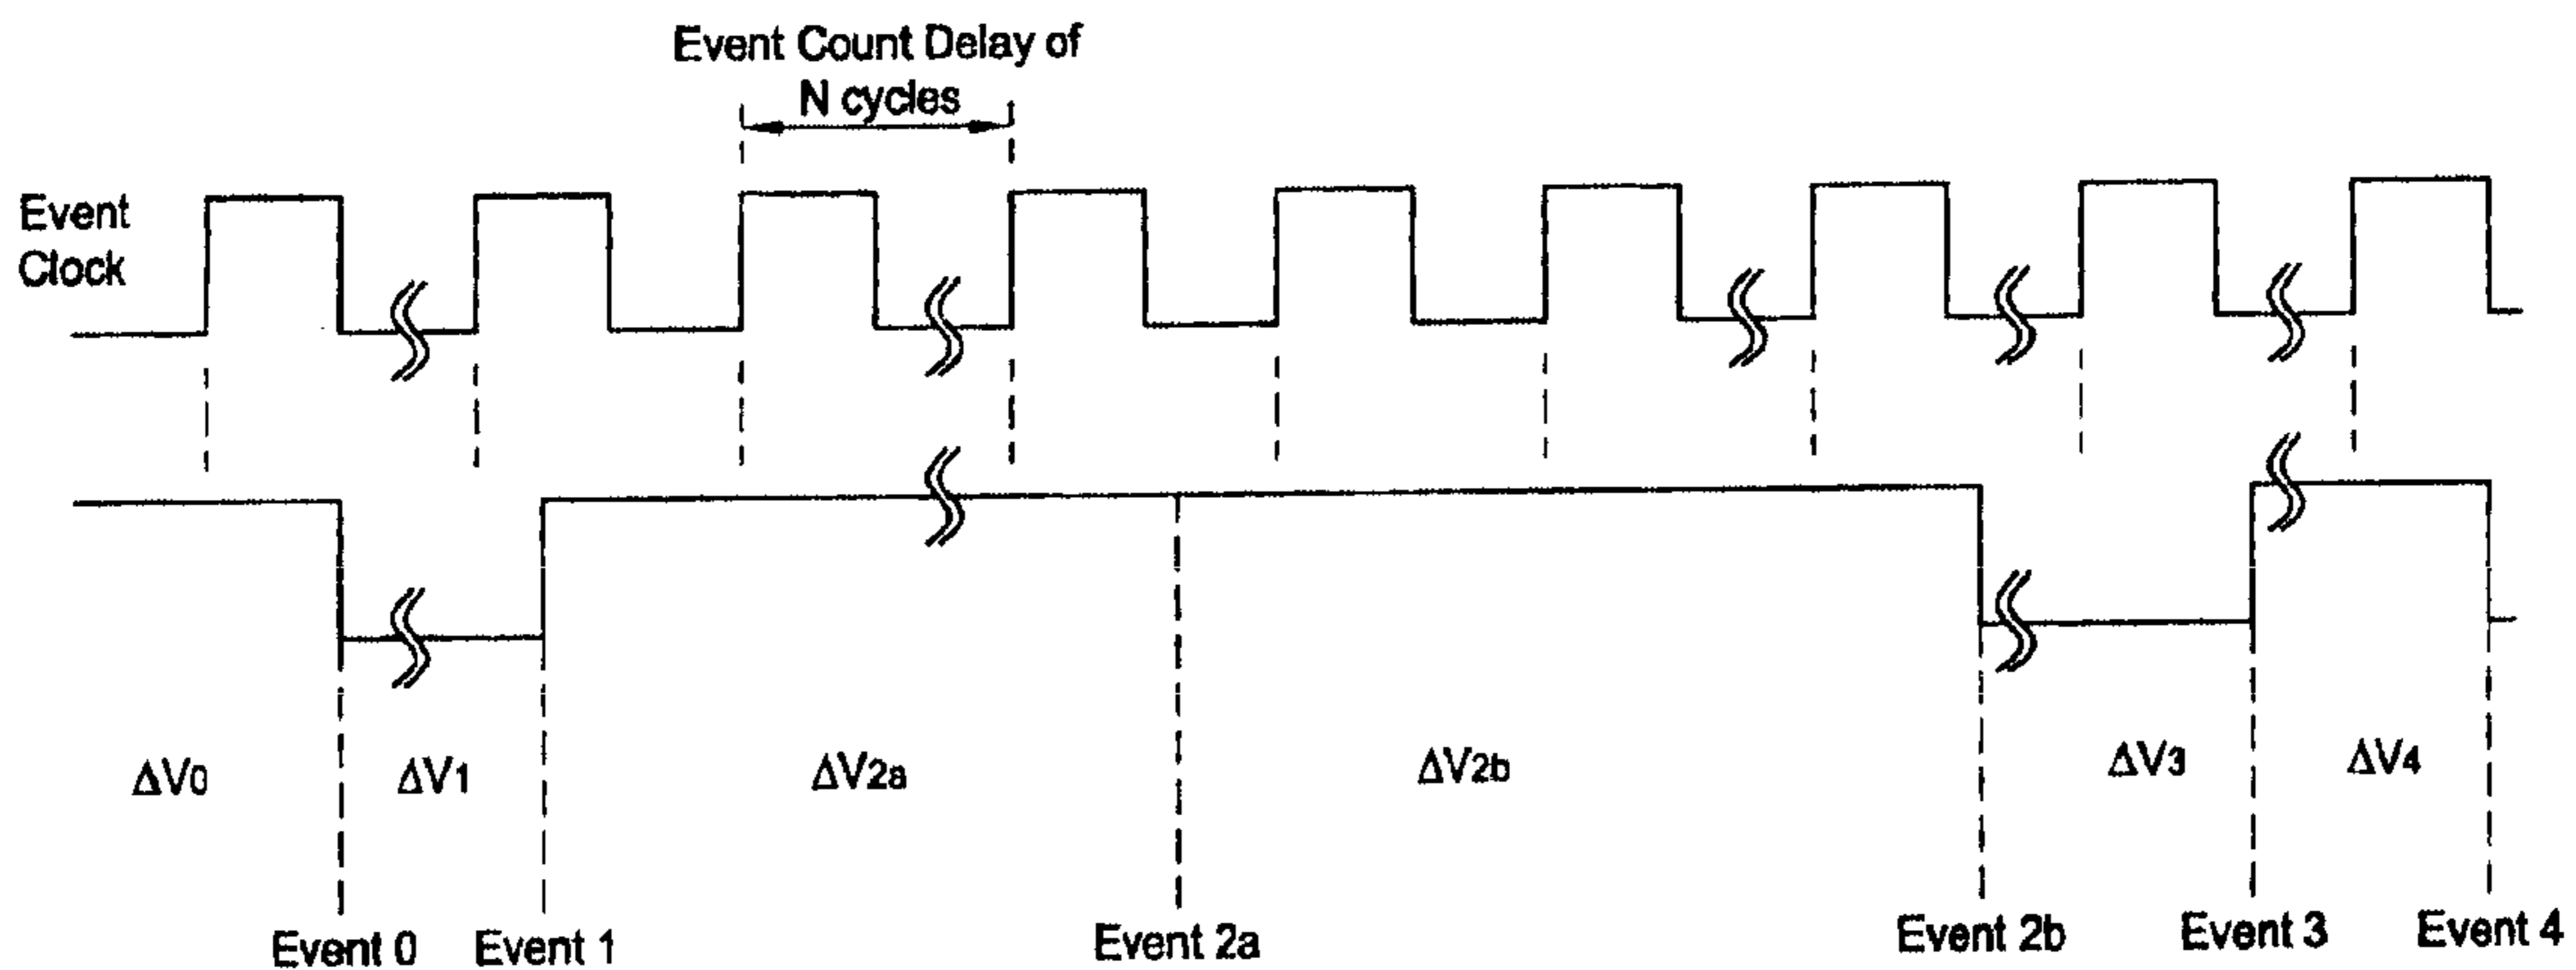 Event Count Delay of
N cycles
Event
Clock
ΔV0
ΔV1
ΔV2a
ΔV2b
ΔV3
ΔV4
Event 0
Event 1
Event 2a
Event 2b
Event 3
Event 4